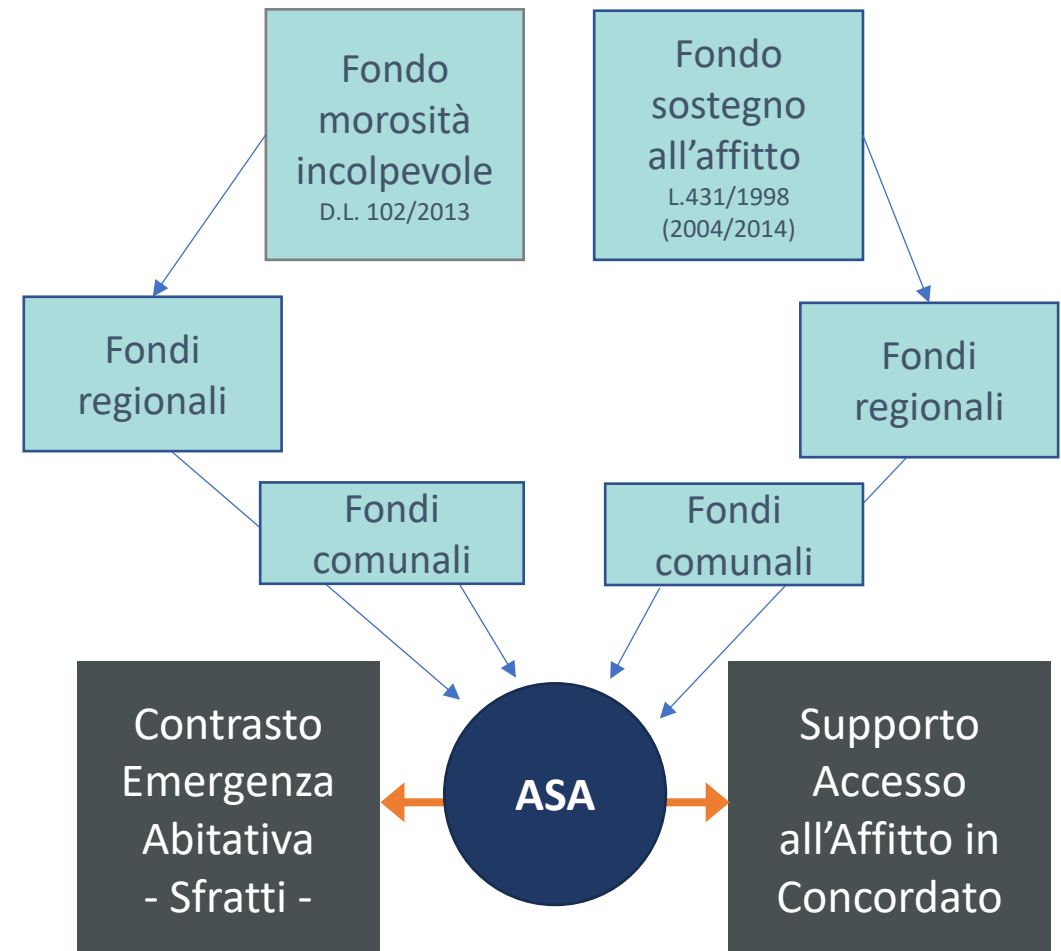 Fondo
morosità
incolpevole
D.L. 102/2013
Fondo
sostegno
all’affitto
L.431/1998
(2004/2014)
Fondi
regionali
Fondi
regionali
Fondi
comunali
Fondi
comunali
Contrasto
Emergenza
Abitativa
- Sfratti -
ASA
Supporto
Accesso
all’Affitto in
Concordato